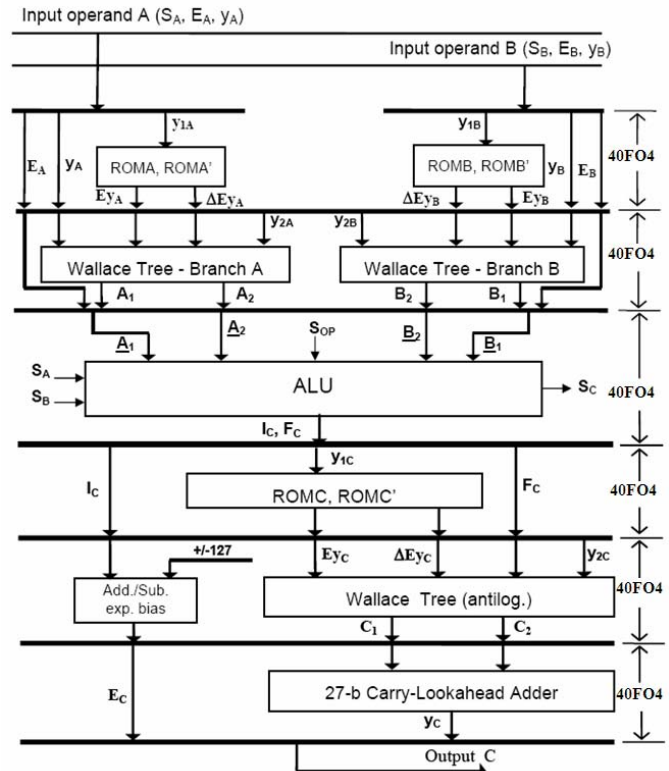 Input operand A (SA, EA, yA)
Input operand B (SB, EB, yB)
y1A
y1B
40FO4
EA
yA
ROMA, ROMA'
ROMB, ROMB'
yB
EB
EyA
ΔEyA
ΔEyB
EyB
y2A
y2B
40FO4
Wallace Tree - Branch A
Wallace Tree - Branch B
A1
A2
B2
B1
A1
A2
SOP
B2
B1
40FO4
SA
SB
ALU
SC
IC, FC
y1C
40FO4
IC
ROMC, ROMC'
FC
+/-127
EyC
ΔEyC
y2C
Add./Sub.
exp. bias
Wallace Tree (antilog.)
40FO4
C1
C2
EC
27-b Carry-Lookahead Adder
40FO4
yC
Output C